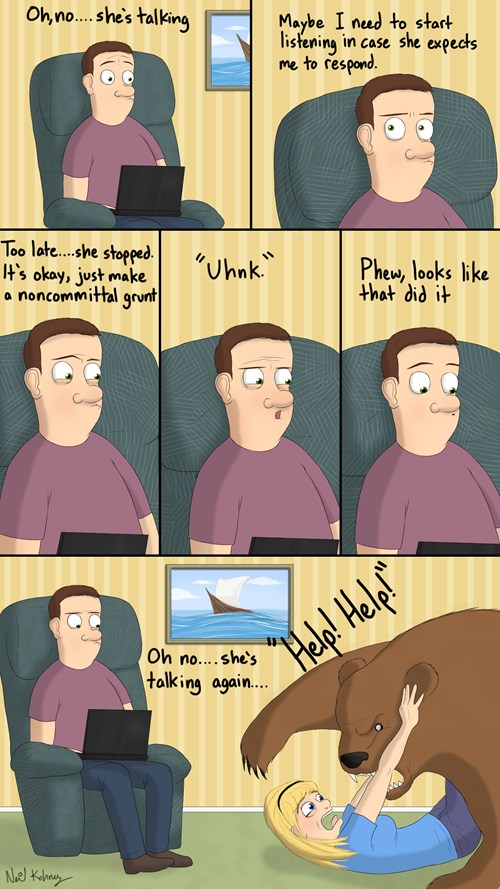 Oh,no.... she's talking
Maybe I need to start
listening in case she expects
me to respond.
Too late....she stopped.
It's okay, just make
a noncommittal grunt
"Uhnk."
Phew, looks like
that did it
Oh no.... she's
talking again....
"Help! Help!"